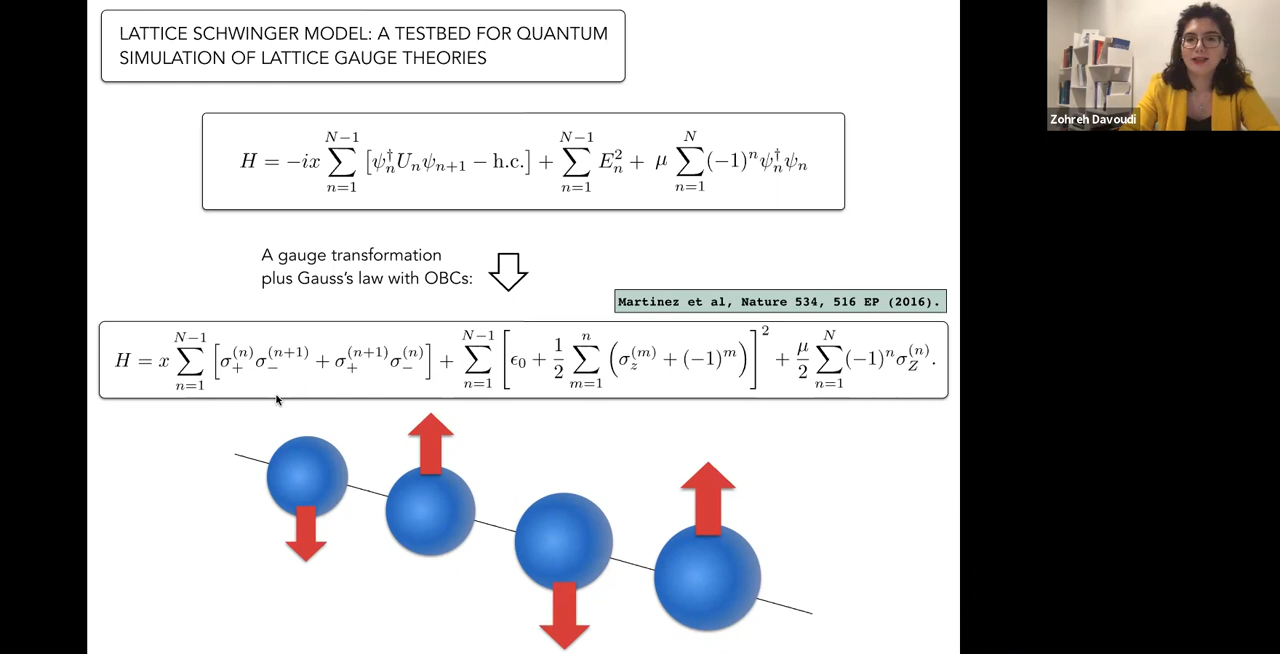 LATTICE SCHWINGER MODEL: A TESTBED FOR QUANTUM
SIMULATION OF LATTICE GAUGE THEORIES
Zohreh Davoudi
H = −ix ∑_{n=1}^{N−1} [ψ_n^† U_n ψ_{n+1} − h.c.] + ∑_{n=1}^{N−1} E_n^2 + μ ∑_{n=1}^{N} (−1)^n ψ_n^† ψ_n
A gauge transformation
plus Gauss's law with OBCs:
Martinez et al, Nature 534, 516 EP (2016).
H = x ∑_{n=1}^{N−1} [σ_+^{(n)} σ_−^{(n+1)} + σ_+^{(n+1)} σ_−^{(n)}] + ∑_{n=1}^{N−1} [ϵ_0 + \frac{1}{2} ∑_{m=1}^{n} (σ_z^{(m)} + (−1)^m)]^2 + \frac{μ}{2} ∑_{n=1}^{N} (−1)^n σ_Z^{(n)}.